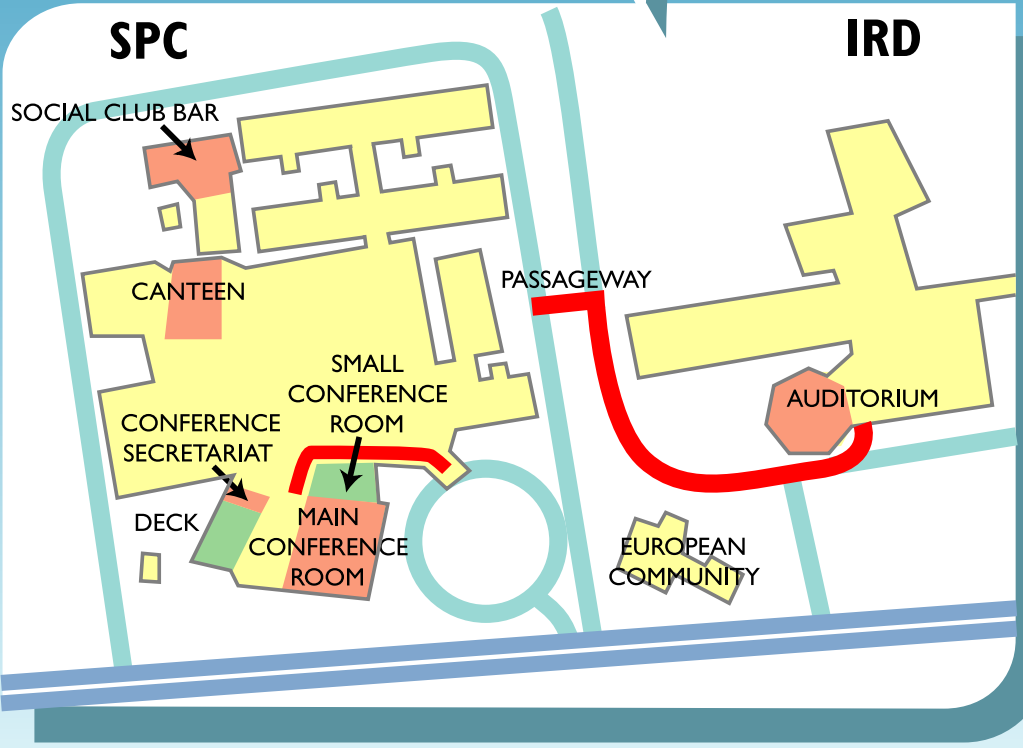 SPC
IRD
SOCIAL CLUB BAR
PASSAGEWAY
CANTEEN
SMALL
CONFERENCE
ROOM
AUDITORIUM
CONFERENCE
SECRETARIAT
DECK
MAIN
CONFERENCE
ROOM
EUROPEAN
COMMUNITY